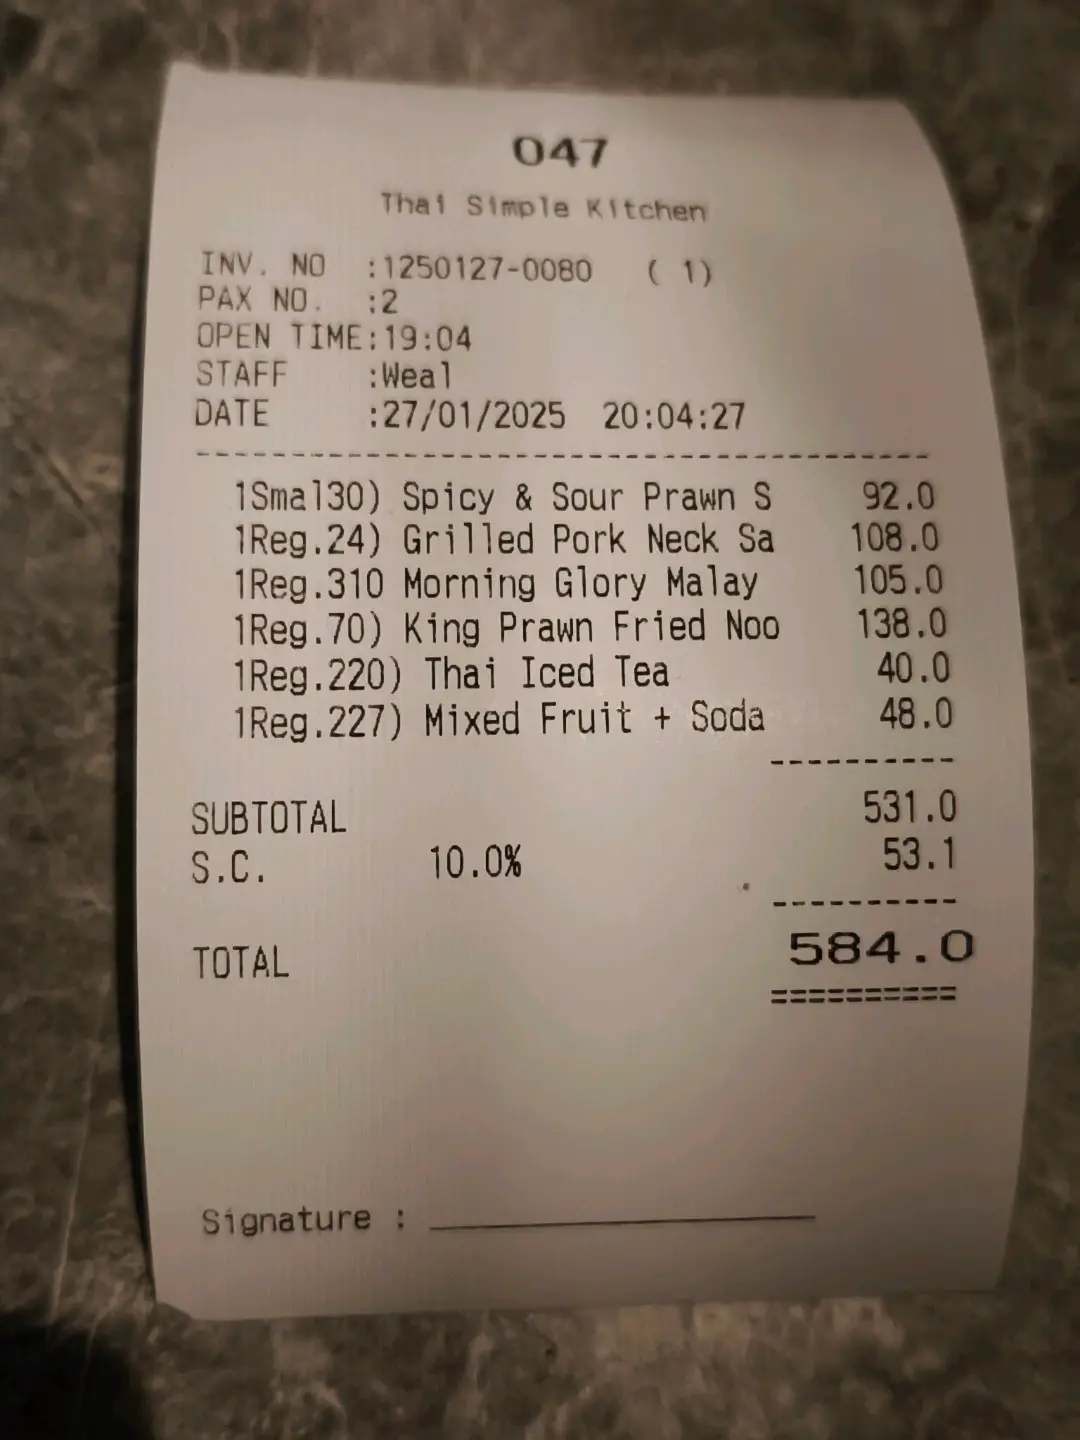 047
Thai Simple Kitchen
INV. NO :1250127-0080 ( 1)
PAX NO. :2
OPEN TIME:19:04
STAFF :Weal
DATE :27/01/2025 20:04:27
1Smal30) Spicy & Sour Prawn S 92.0
1Reg.24) Grilled Pork Neck Sa 108.0
1Reg.310 Morning Glory Malay 105.0
1Reg.70) King Prawn Fried Noo 138.0
1Reg.220) Thai Iced Tea 40.0
1Reg.227) Mixed Fruit + Soda 48.0
SUBTOTAL 531.0
S.C. 10.0% 53.1
TOTAL 584.0
Signature :